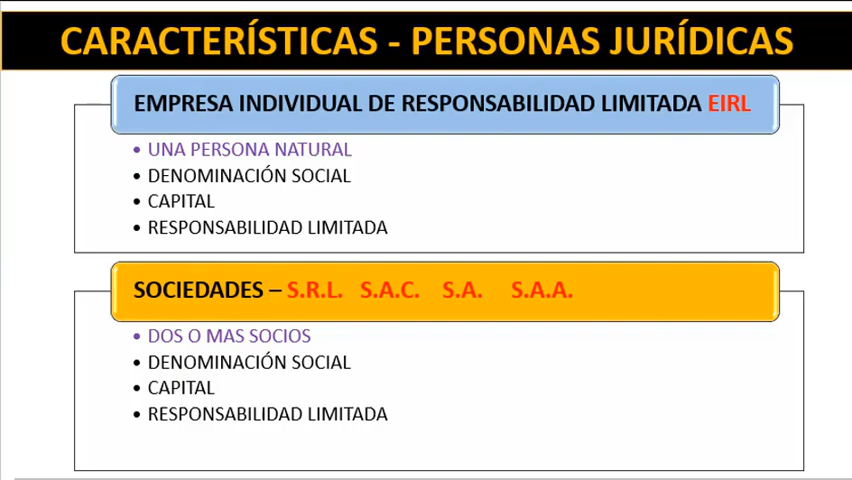 CARACTERÍSTICAS - PERSONAS JURÍDICAS
EMPRESA INDIVIDUAL DE RESPONSABILIDAD LIMITADA EIRL
• UNA PERSONA NATURAL
• DENOMINACIÓN SOCIAL
• CAPITAL
• RESPONSABILIDAD LIMITADA
SOCIEDADES – S.R.L. S.A.C. S.A. S.A.A.
• DOS O MAS SOCIOS
• DENOMINACIÓN SOCIAL
• CAPITAL
• RESPONSABILIDAD LIMITADA